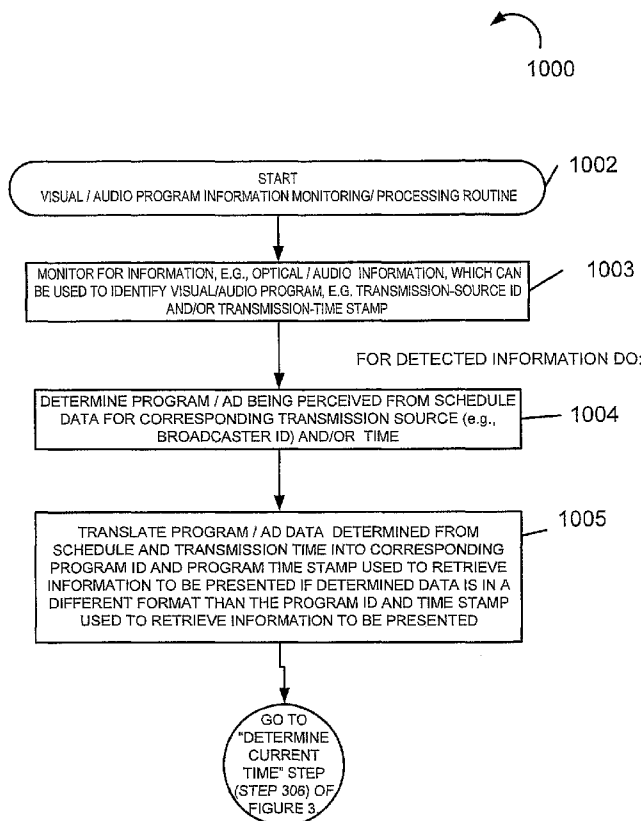 1000
START
VISUAL / AUDIO PROGRAM INFORMATION MONITORING/ PROCESSING ROUTINE
1002
MONITOR FOR INFORMATION, E.G., OPTICAL / AUDIO INFORMATION, WHICH CAN
BE USED TO IDENTIFY VISUAL/AUDIO PROGRAM, E.G. TRANSMISSION-SOURCE ID
AND/OR TRANSMISSION-TIME STAMP
1003
FOR DETECTED INFORMATION DO:
DETERMINE PROGRAM / AD BEING PERCEIVED FROM SCHEDULE
DATA FOR CORRESPONDING TRANSMISSION SOURCE (e.g.,
BROADCASTER ID) AND/OR TIME
1004
TRANSLATE PROGRAM / AD DATA DETERMINED FROM
SCHEDULE AND TRANSMISSION TIME INTO CORRESPONDING
PROGRAM ID AND PROGRAM TIME STAMP USED TO RETRIEVE
INFORMATION TO BE PRESENTED IF DETERMINED DATA IS IN A
DIFFERENT FORMAT THAN THE PROGRAM ID AND TIME STAMP
USED TO RETRIEVE INFORMATION TO BE PRESENTED
1005
GO TO
"DETERMINE
CURRENT
TIME" STEP
(STEP 306) OF
FIGURE 3.